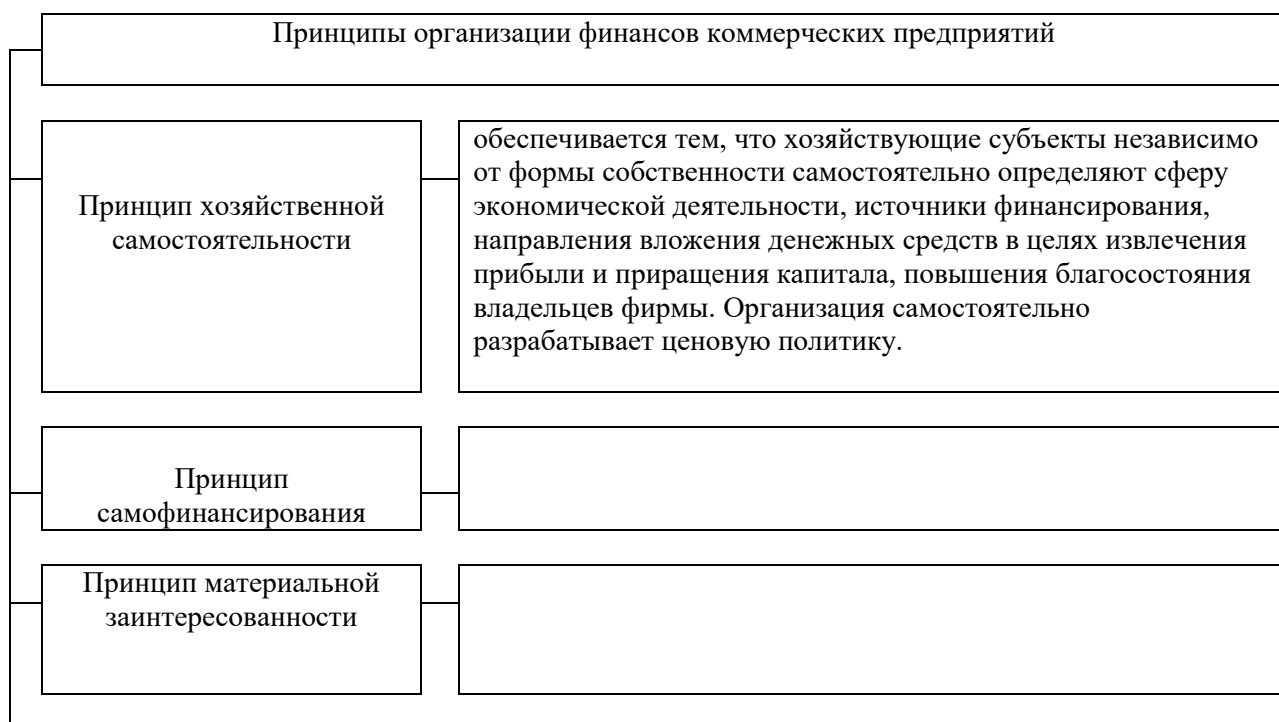 Принципы организации финансов коммерческих предприятий
Принцип хозяйственной
самостоятельности
обеспечивается тем, что хозяйствующие субъекты независимо
от формы собственности самостоятельно определяют сферу
экономической деятельности, источники финансирования,
направления вложения денежных средств в целях извлечения
прибыли и приращения капитала, повышения благосостояния
владельцев фирмы. Организация самостоятельно
разрабатывает ценовую политику.
Принцип
самофинансирования
Принцип материальной
заинтересованности